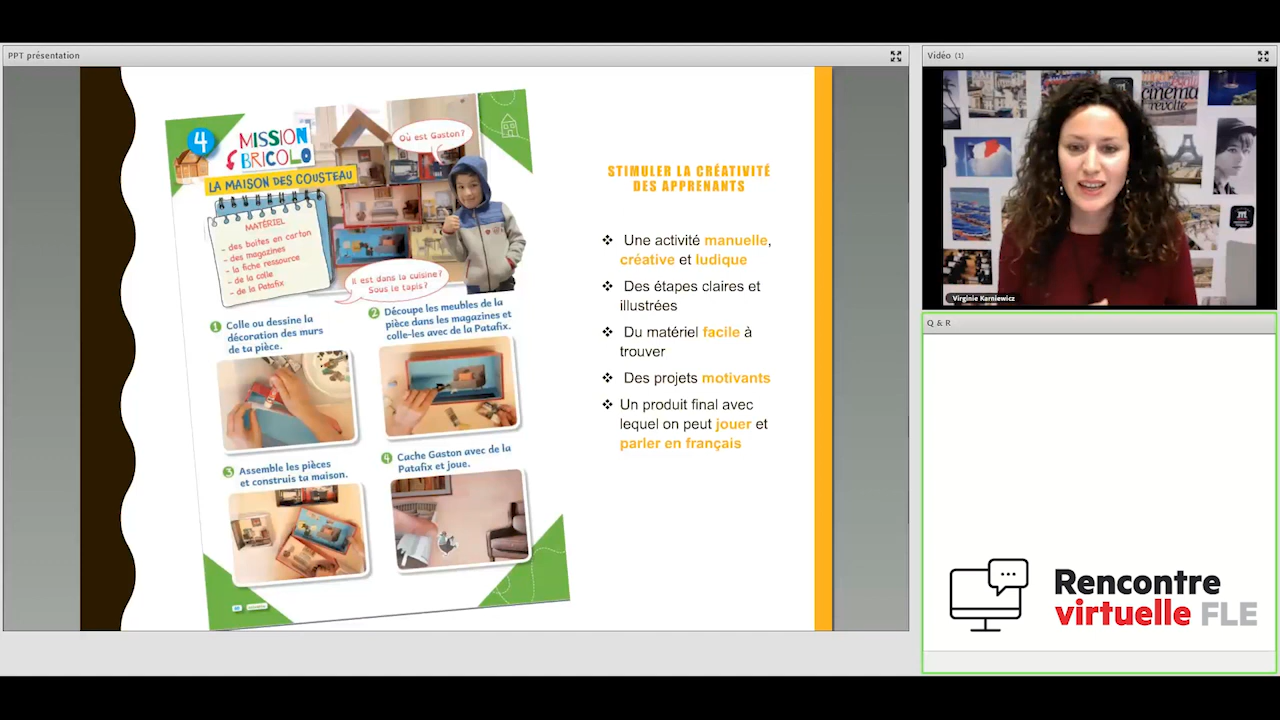 PPT présentation
4
MISSION
BRICOLO
LA MAISON DES COUSTEAU
Où est Gaston?
MATÉRIEL
- des boîtes en carton
- des magazines
- la fiche ressource
- de la colle
- de la Patafix
Il est dans la cuisine?
Sous le tapis?
1 Colle ou dessine la
décoration des murs
de ta pièce.
2 Découpe les meubles de la
pièce dans les magazines et
colle-les avec de la Patafix.
3 Assemble les pièces
et construis ta maison.
4 Cache Gaston avec de la
Patafix et joue.
STIMULER LA CRÉATIVITÉ
DES APPRENANTS
❖ Une activité manuelle,
créative et ludique
❖ Des étapes claires et
illustrées
❖ Du matériel facile à
trouver
❖ Des projets motivants
❖ Un produit final avec
lequel on peut jouer et
parler en français
Vidéo (1)
cinéma
révolte
Virginie Karniewicz
Q & R
Rencontre
virtuelle FLE